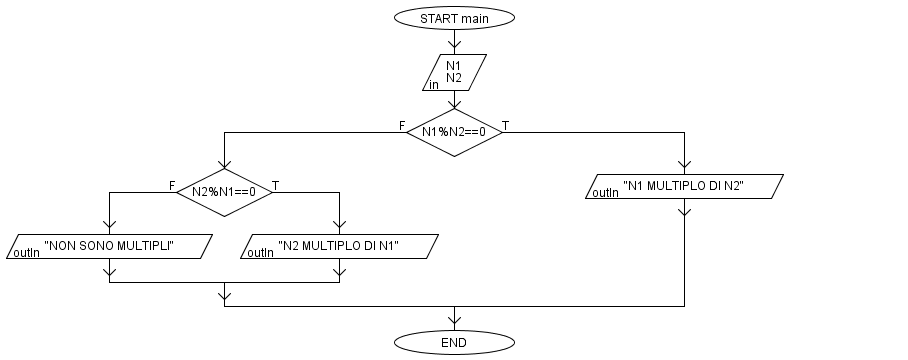 START main
N1
N2
in
F
N1%N2==0
T
F
N2%N1==0
T
outln "N1 MULTIPLO DI N2"
outln "NON SONO MULTIPLI"
outln "N2 MULTIPLO DI N1"
END